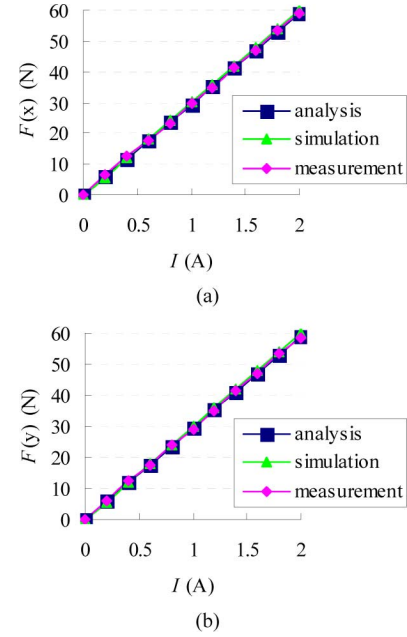 (a)
60
50
40
30
20
10
0
F(x) (N)
analysis
simulation
measurement
0 0.5 1 1.5 2
I (A)
(a)
60
50
40
30
20
10
0
F(y) (N)
analysis
simulation
measurement
0 0.5 1 1.5 2
I (A)
(b)